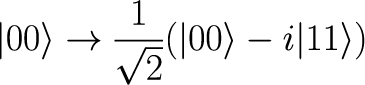 |00⟩ → 1/√2 (|00⟩ − i|11⟩)